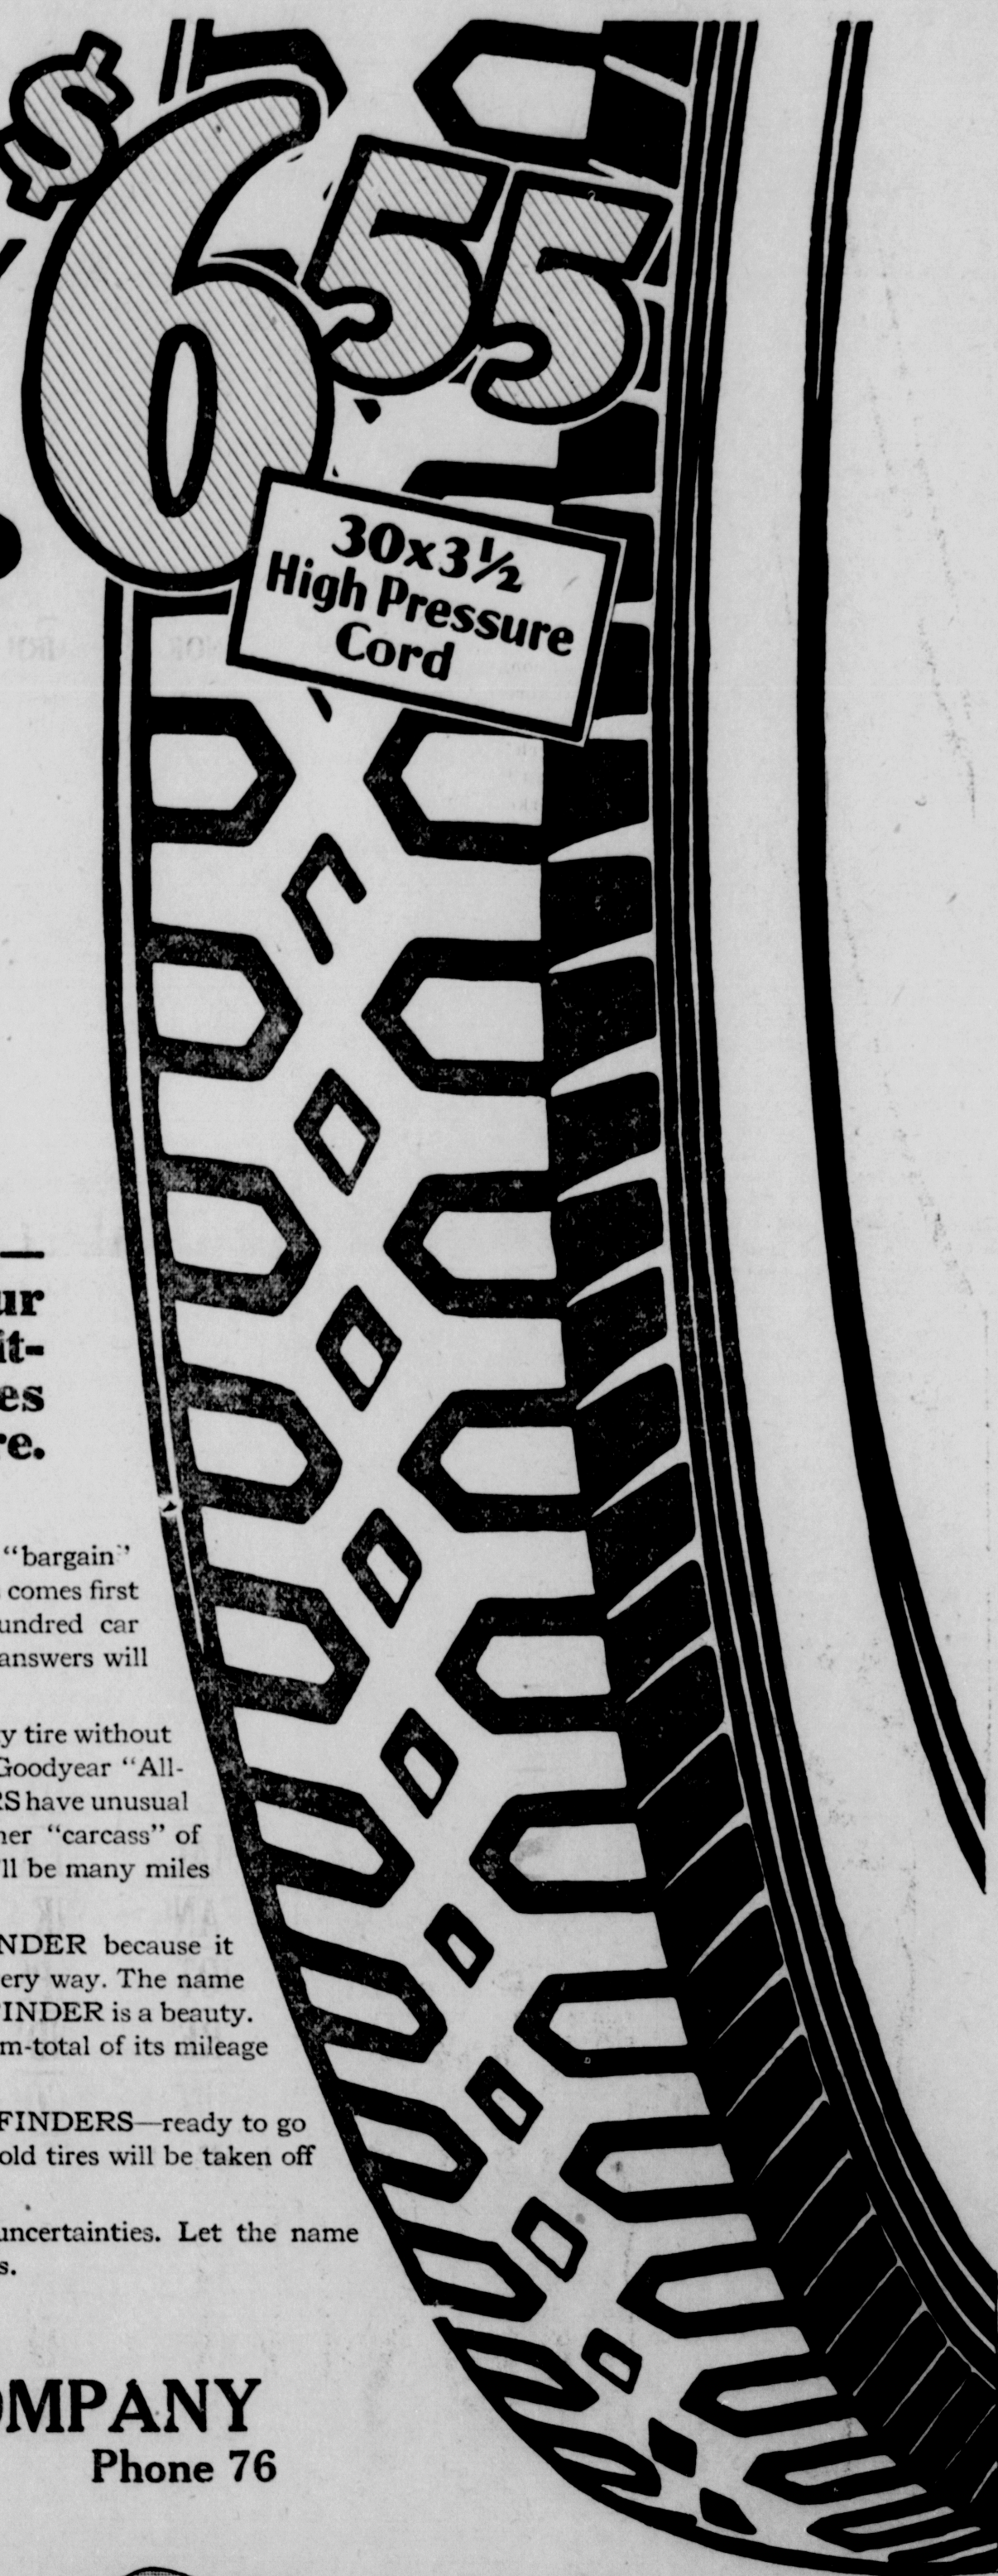 $6 55
30x3½
High Pressure
Cord
ur
it-
es
re.
“bargain”
comes first
undred car
answers will
y tire without
Goodyear “All-
RS have unusual
her “carcass” of
'll be many miles
NDER because it
ery way. The name
FINDER is a beauty.
m-total of its mileage
FINDERS—ready to go
old tires will be taken off
uncertainties. Let the name
s.
OMPANY
Phone 76